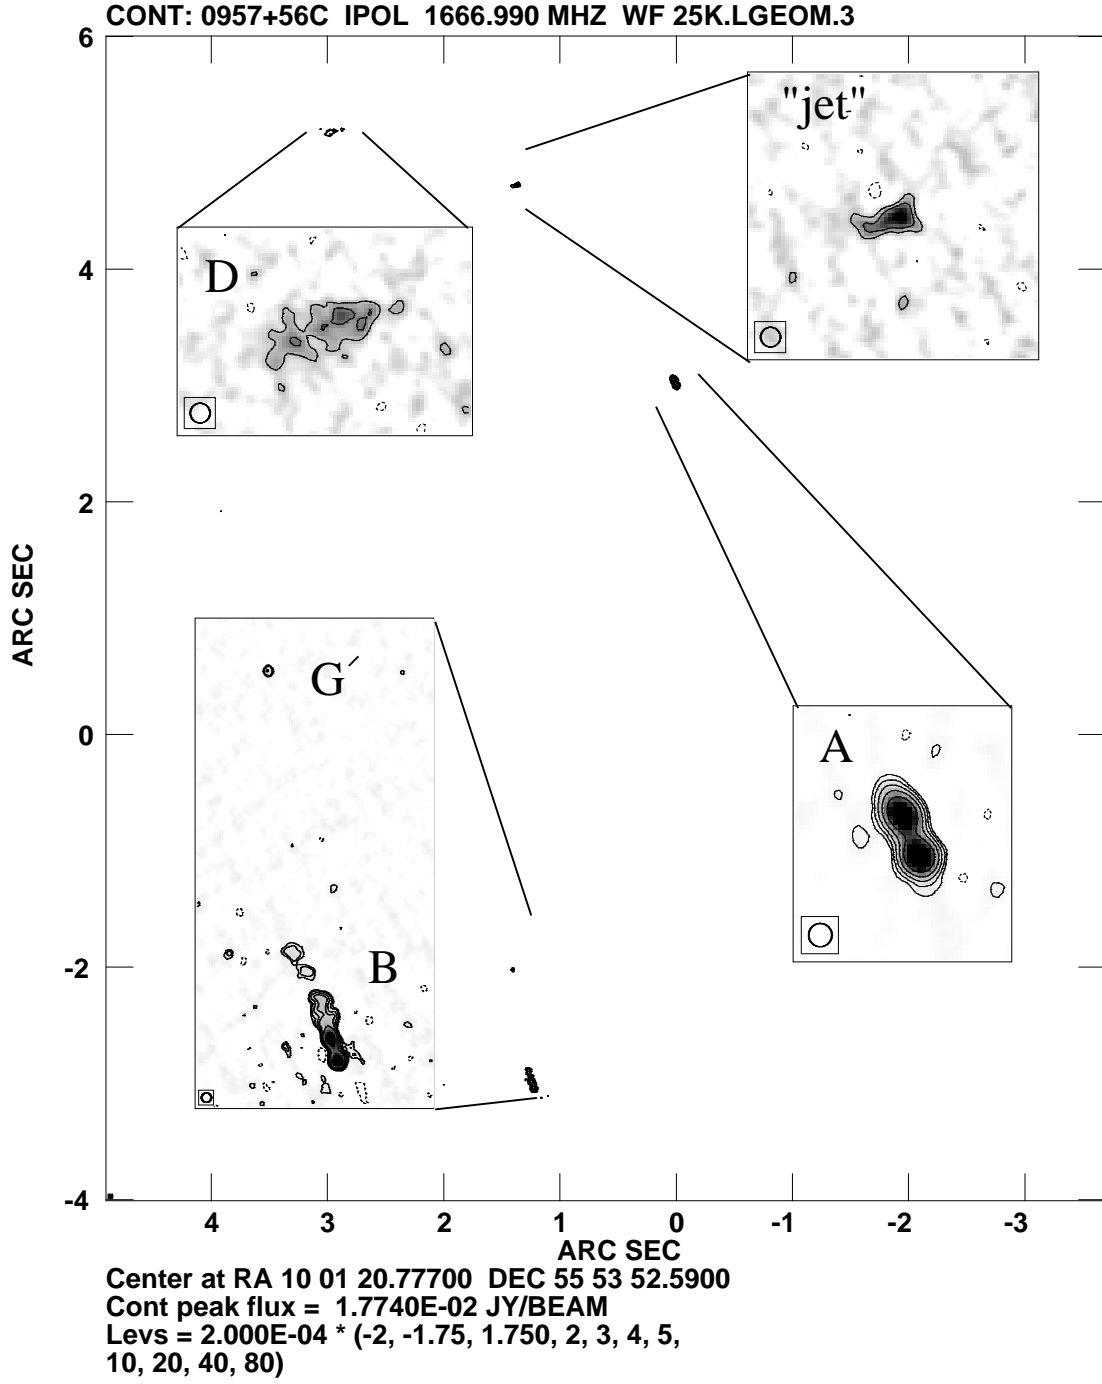 CONT: 0957+56C IPOL 1666.990 MHZ WF 25K.LGEOM.3
6
"jet"
D
4
2
ARC SEC
G´
0
A
B
-2
-4
4 3 2 1 0 -1 -2 -3
ARC SEC
Center at RA 10 01 20.77700 DEC 55 53 52.5900
Cont peak flux = 1.7740E-02 JY/BEAM
Levs = 2.000E-04 * (-2, -1.75, 1.750, 2, 3, 4, 5,
10, 20, 40, 80)